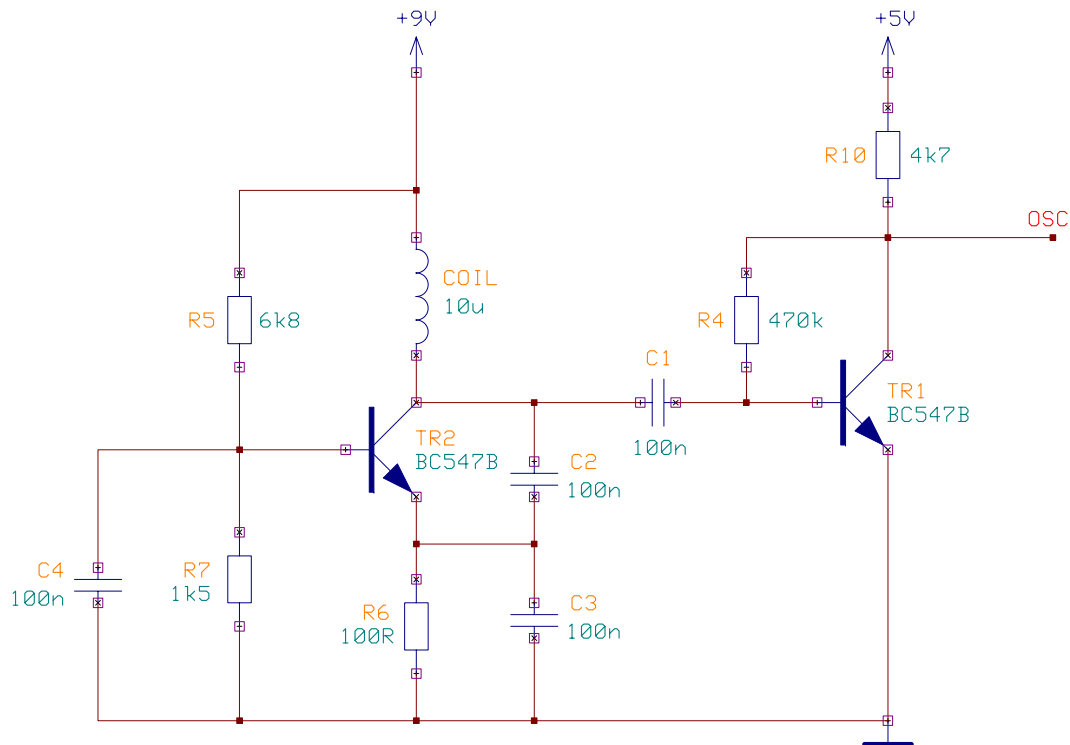 +9V
+5V
R10
4k7
OSC
COIL
10u
R5
6k8
R4
470k
C1
100n
TR1
BC547B
TR2
BC547B
C2
100n
C4
100n
R7
1k5
R6
100R
C3
100n